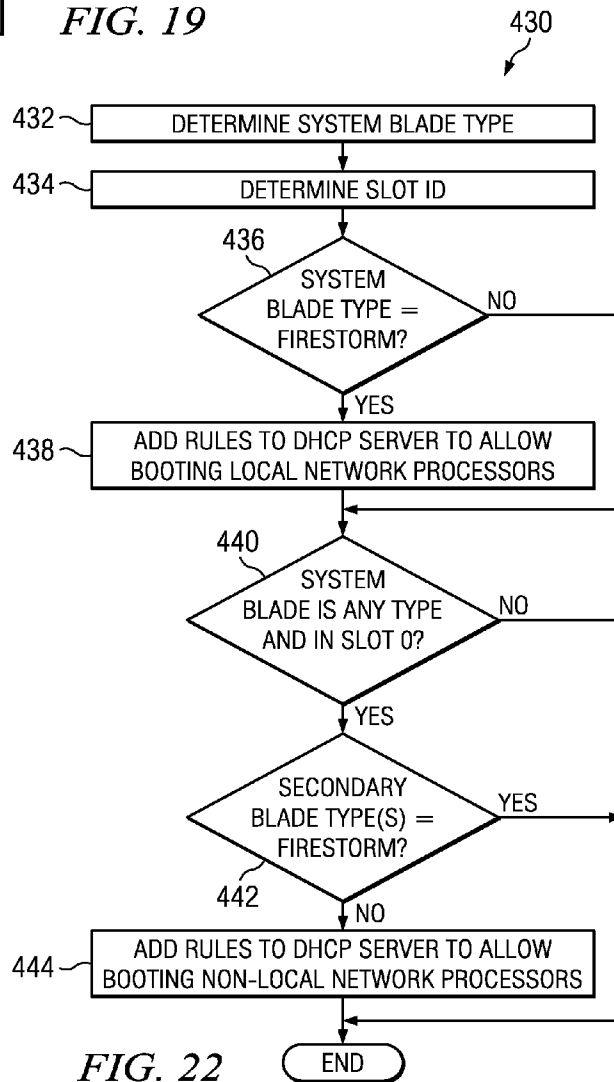 FIG. 19
430
432
DETERMINE SYSTEM BLADE TYPE
434
DETERMINE SLOT ID
436
SYSTEM
BLADE TYPE =
FIRESTORM?
NO
YES
438
ADD RULES TO DHCP SERVER TO ALLOW
BOOTING LOCAL NETWORK PROCESSORS
440
SYSTEM
BLADE IS ANY TYPE
AND IN SLOT 0?
NO
YES
SECONDARY
BLADE TYPE(S) =
FIRESTORM?
YES
442
NO
444
ADD RULES TO DHCP SERVER TO ALLOW
BOOTING NON-LOCAL NETWORK PROCESSORS
END
FIG. 22